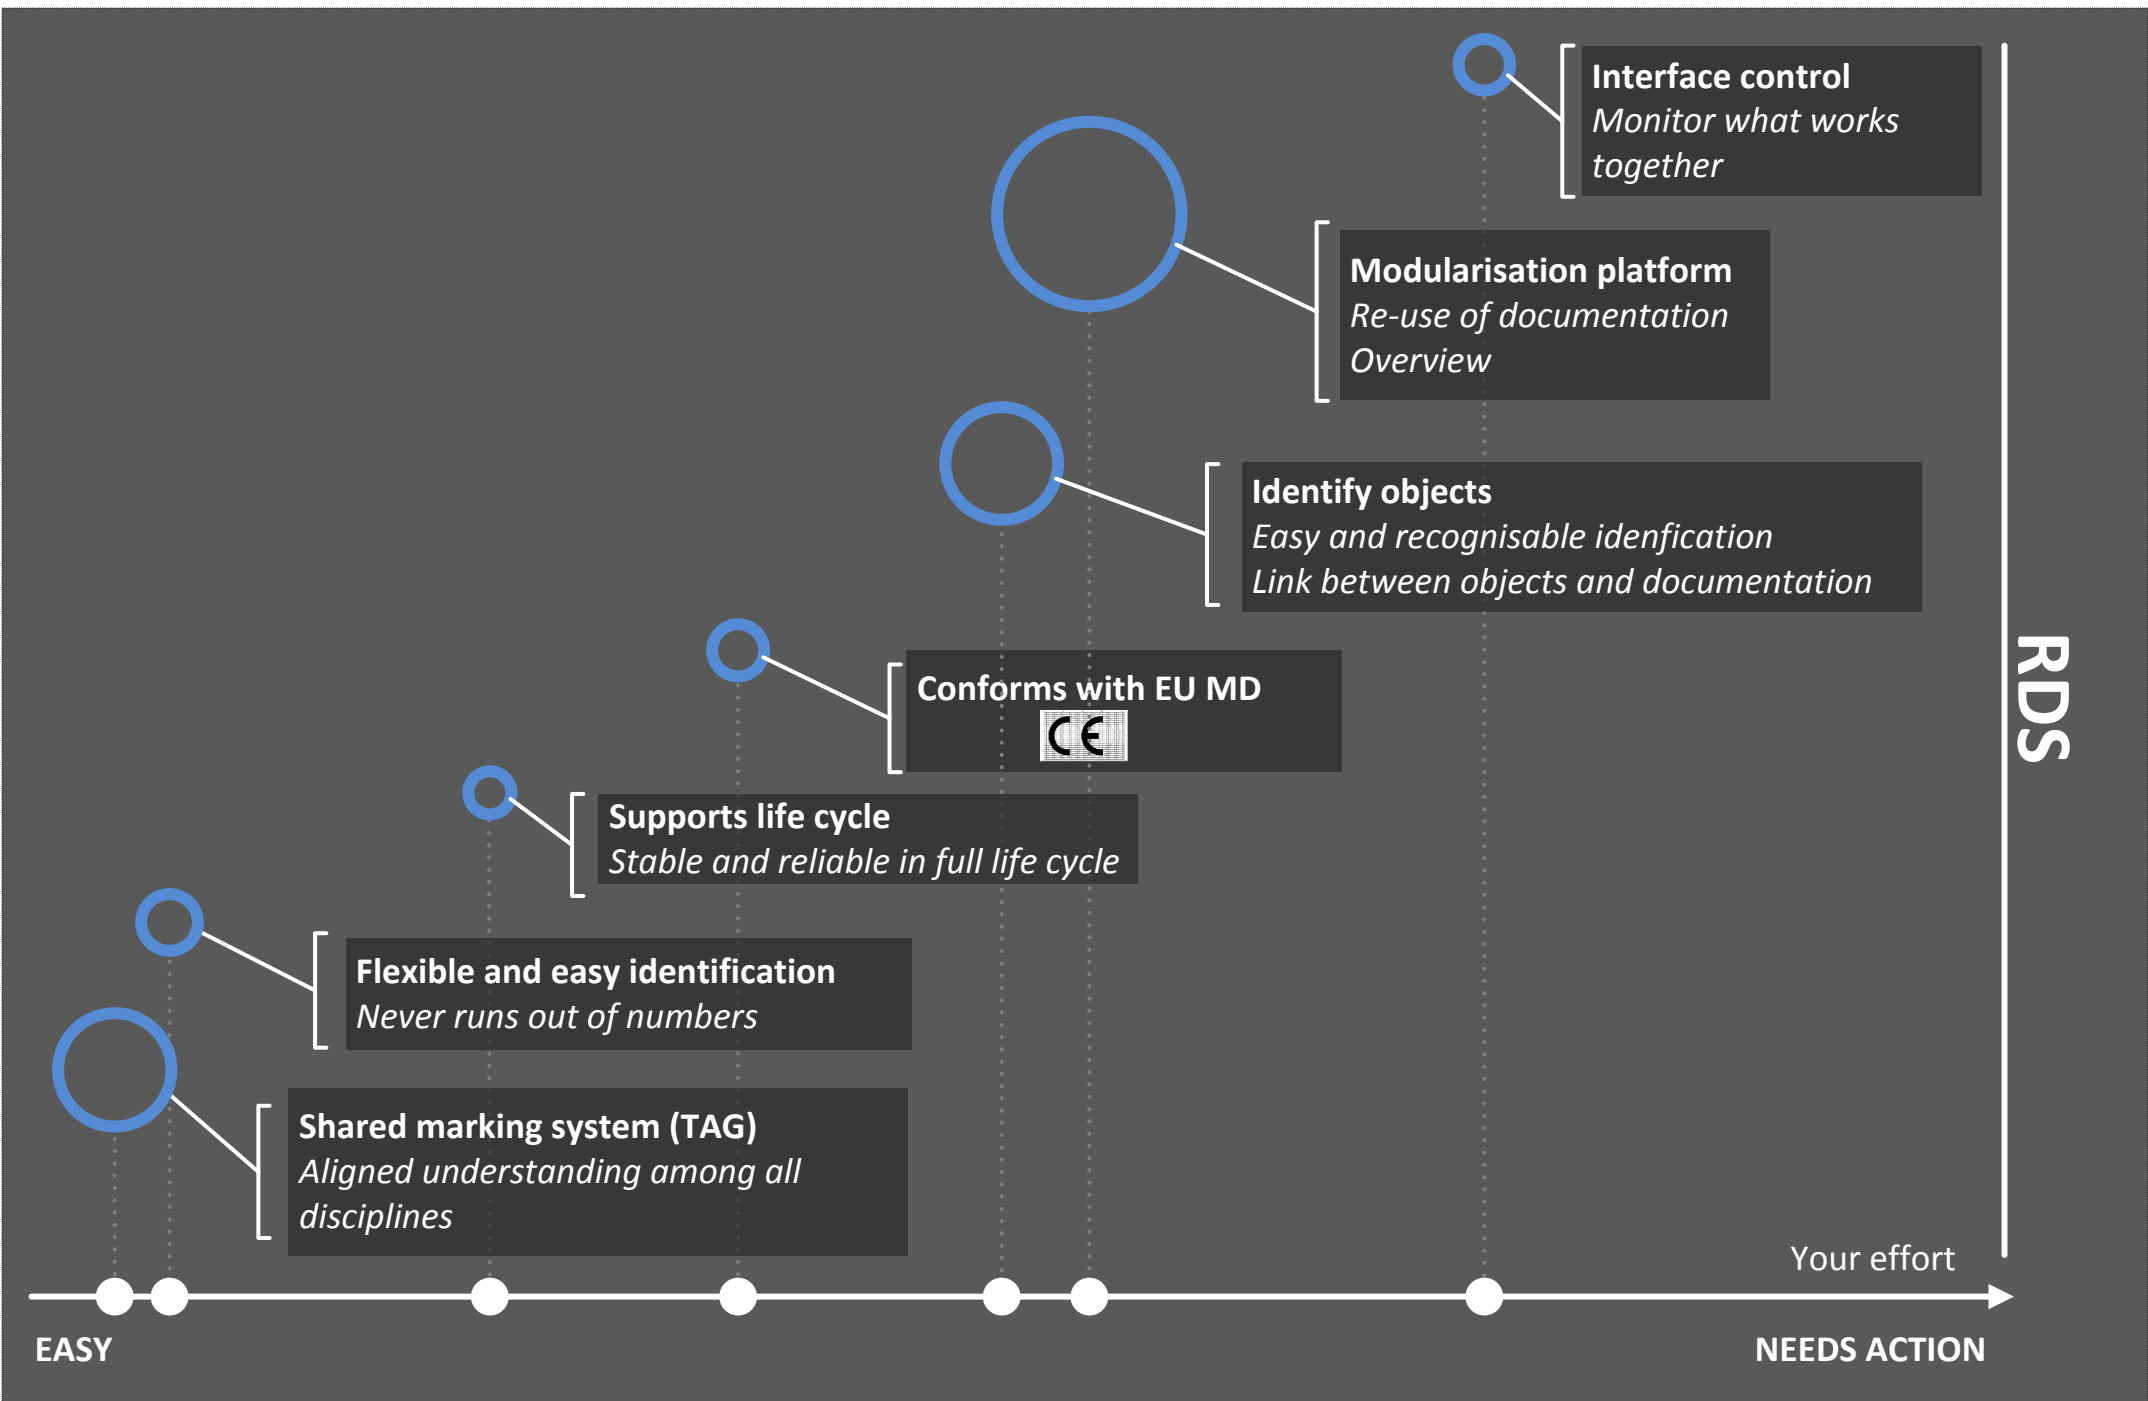 Interface control
Monitor what works
together
Modularisation platform
Re-use of documentation
Overview
Identify objects
Easy and recognisable idenfication
Link between objects and documentation
RDS
Conforms with EU MD
CE
Supports life cycle
Stable and reliable in full life cycle
Flexible and easy identification
Never runs out of numbers
Shared marking system (TAG)
Aligned understanding among all
disciplines
Your effort
EASY
NEEDS ACTION